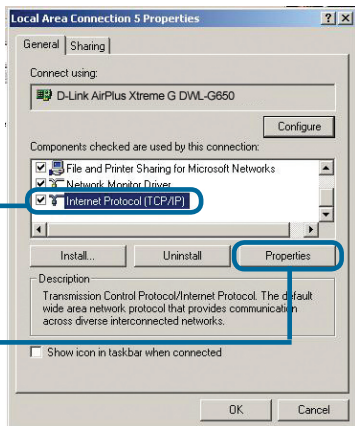 Local Area Connection 5 Properties
General
Sharing
Connect using:
D-Link AirPlus Xtreme G DWL-G650
Configure
Components checked are used by this connection:
File and Printer Sharing for Microsoft Networks
Network Monitor Driver
Internet Protocol (TCP/IP)
Install...
Uninstall
Properties
Description
Transmission Control Protocol/Internet Protocol. The default
wide area network protocol that provides communication
across diverse interconnected networks.
Show icon in taskbar when connected
OK
Cancel